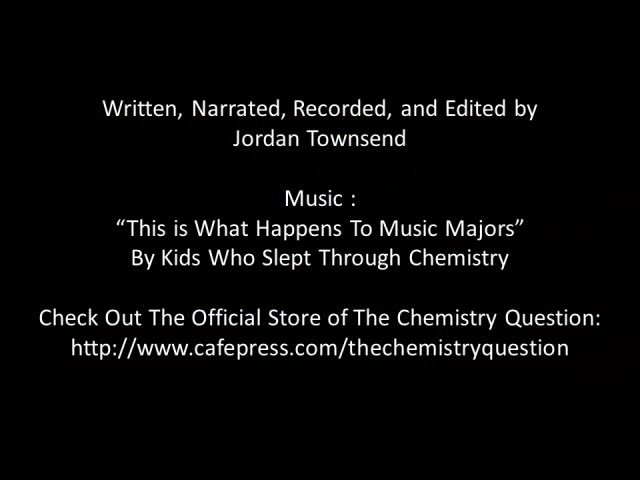 Written, Narrated, Recorded, and Edited by
Jordan Townsend
Music :
“This is What Happens To Music Majors”
By Kids Who Slept Through Chemistry
Check Out The Official Store of The Chemistry Question:
http://www.cafepress.com/thechemistryquestion